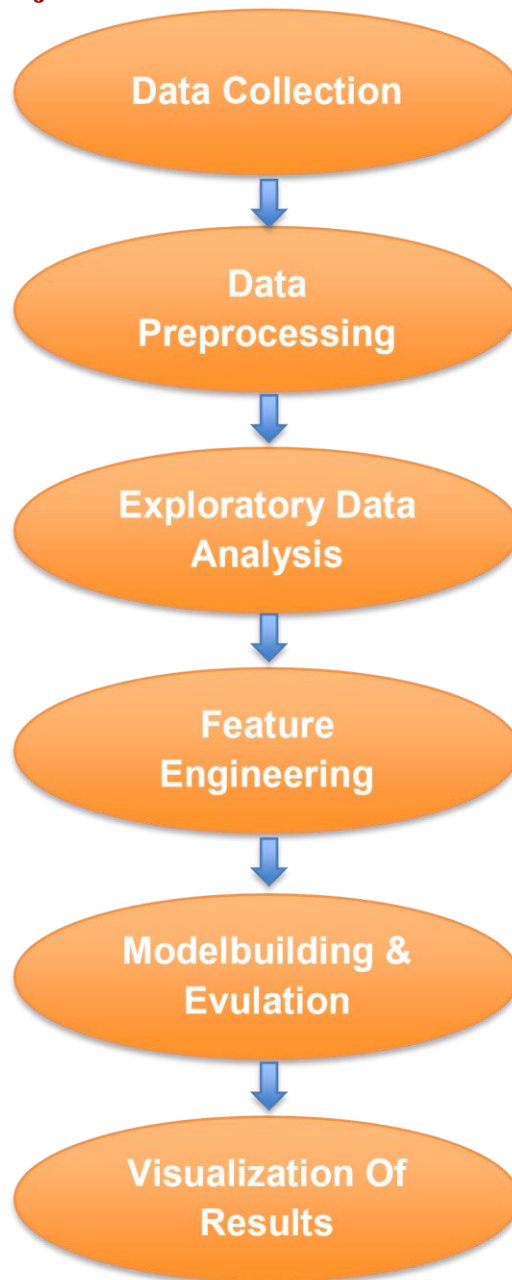 Data Collection
Data
Preprocessing
Exploratory Data
Analysis
Feature
Engineering
Modelbuilding &
Evulation
Visualization Of
Results